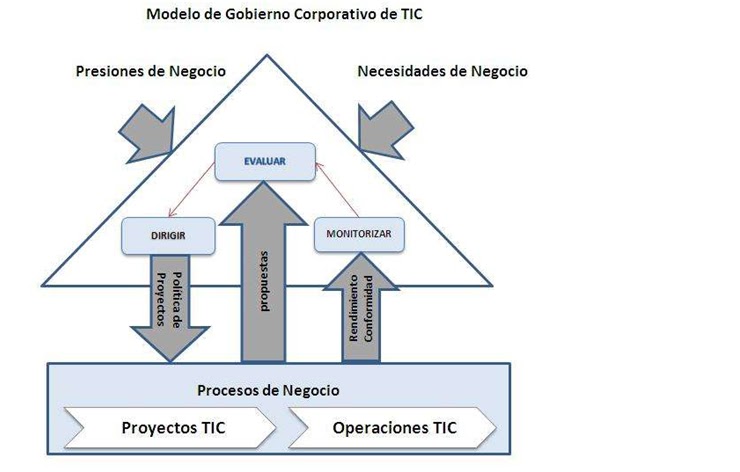 Modelo de Gobierno Corporativo de TIC
Presiones de Negocio
Necesidades de Negocio
EVALUAR
DIRIGIR
MONITORIZAR
Política de
Proyectos
propuestas
Rendimiento
Conformidad
Procesos de Negocio
Proyectos TIC
Operaciones TIC